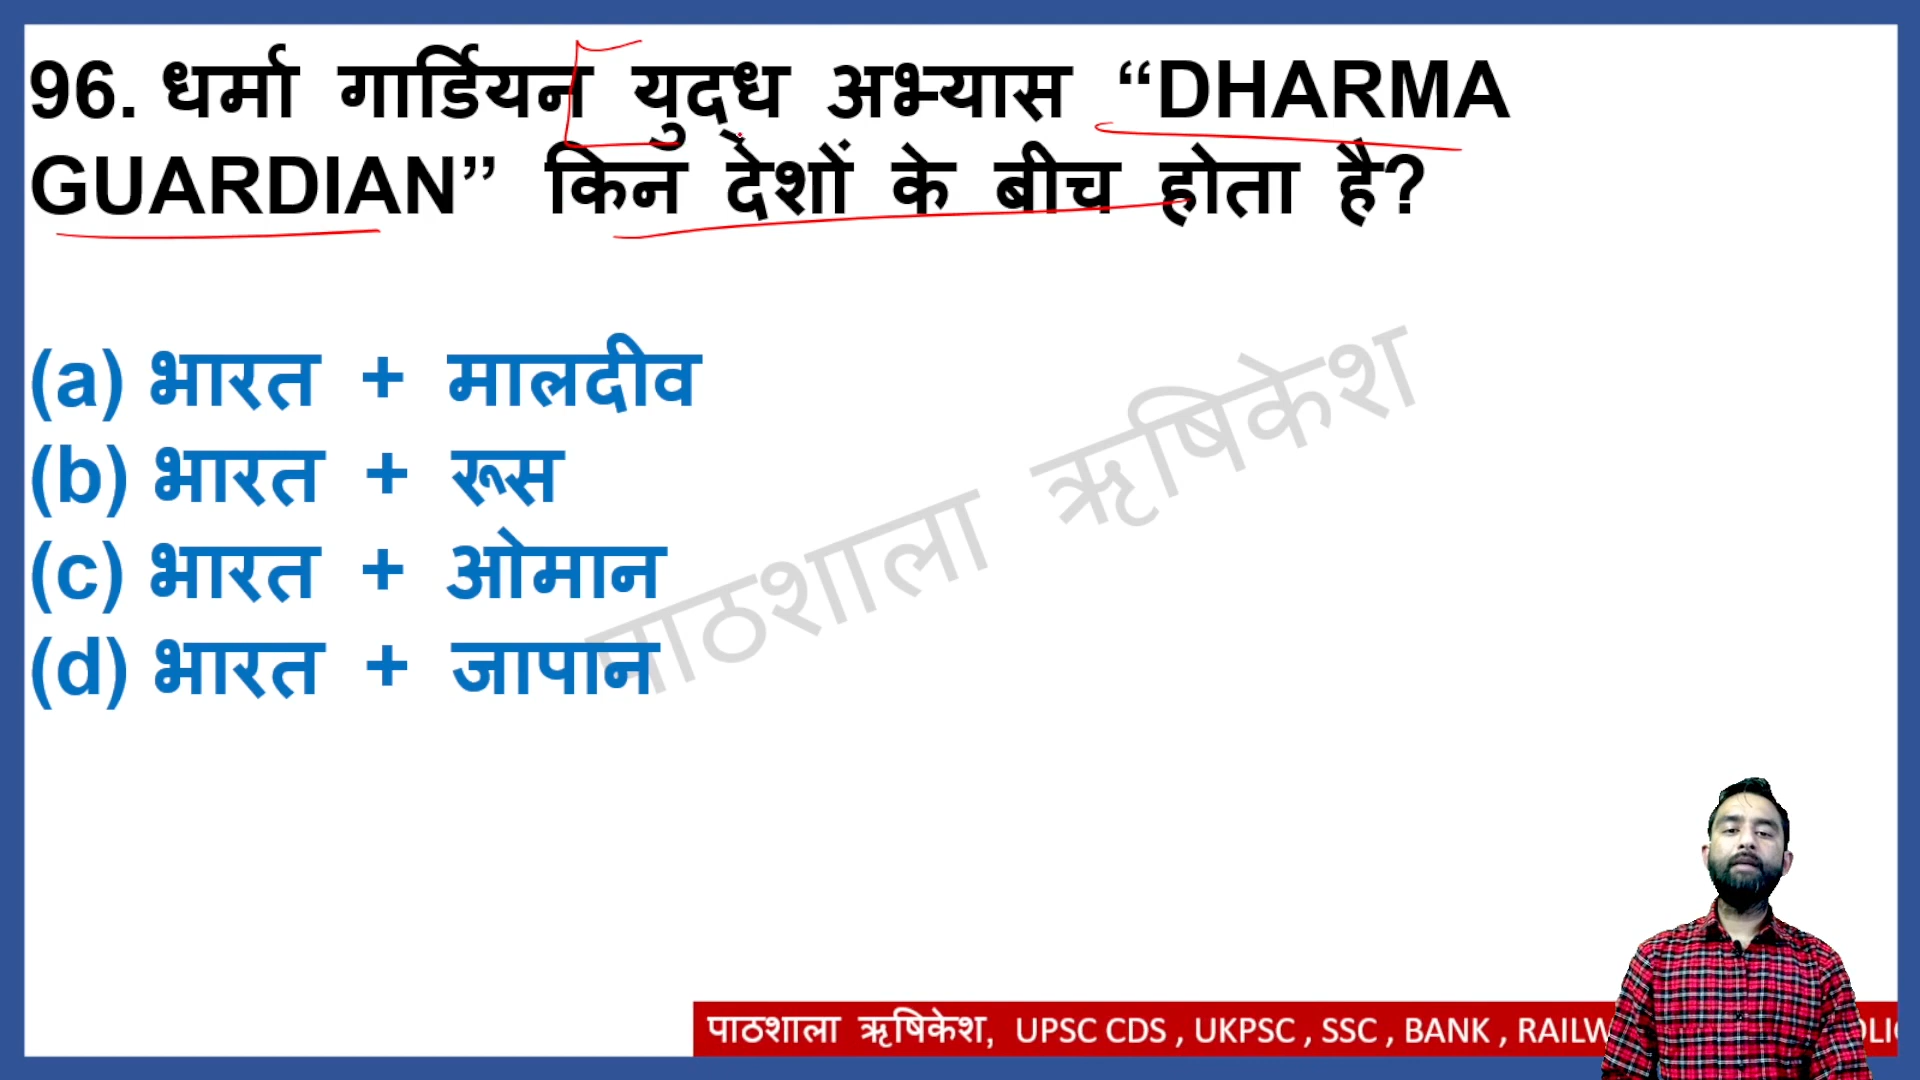 96. धर्मा गार्डियन युद्ध अभ्यास “DHARMA
GUARDIAN” किन देशों के बीच होता है?
(a) भारत + मालदीव
(b) भारत + रूस
(c) भारत + ओमान
(d) भारत + जापान
पाठशाला ऋषिकेश
पाठशाला ऋषिकेश, UPSC CDS , UKPSC , SSC , BANK , RAILW